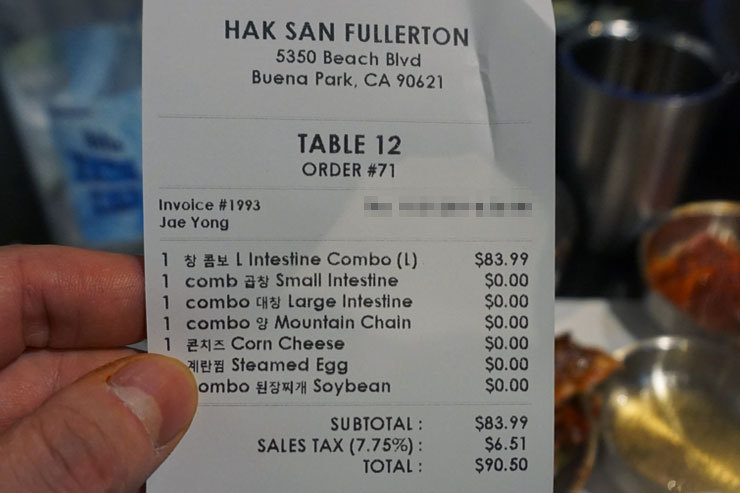 HAK SAN FULLERTON
5350 Beach Blvd
Buena Park, CA 90621
TABLE 12
ORDER #71
Invoice #1993
Jae Yong
1 창 콤보 L Intestine Combo (L) $83.99
1 comb 곱창 Small Intestine $0.00
1 combo 대창 Large Intestine $0.00
1 combo 양 Mountain Chain $0.00
1 콘치즈 Corn Cheese $0.00
계란찜 Steamed Egg $0.00
ombo 된장찌개 Soybean $0.00
SUBTOTAL : $83.99
SALES TAX (7.75%) : $6.51
TOTAL : $90.50